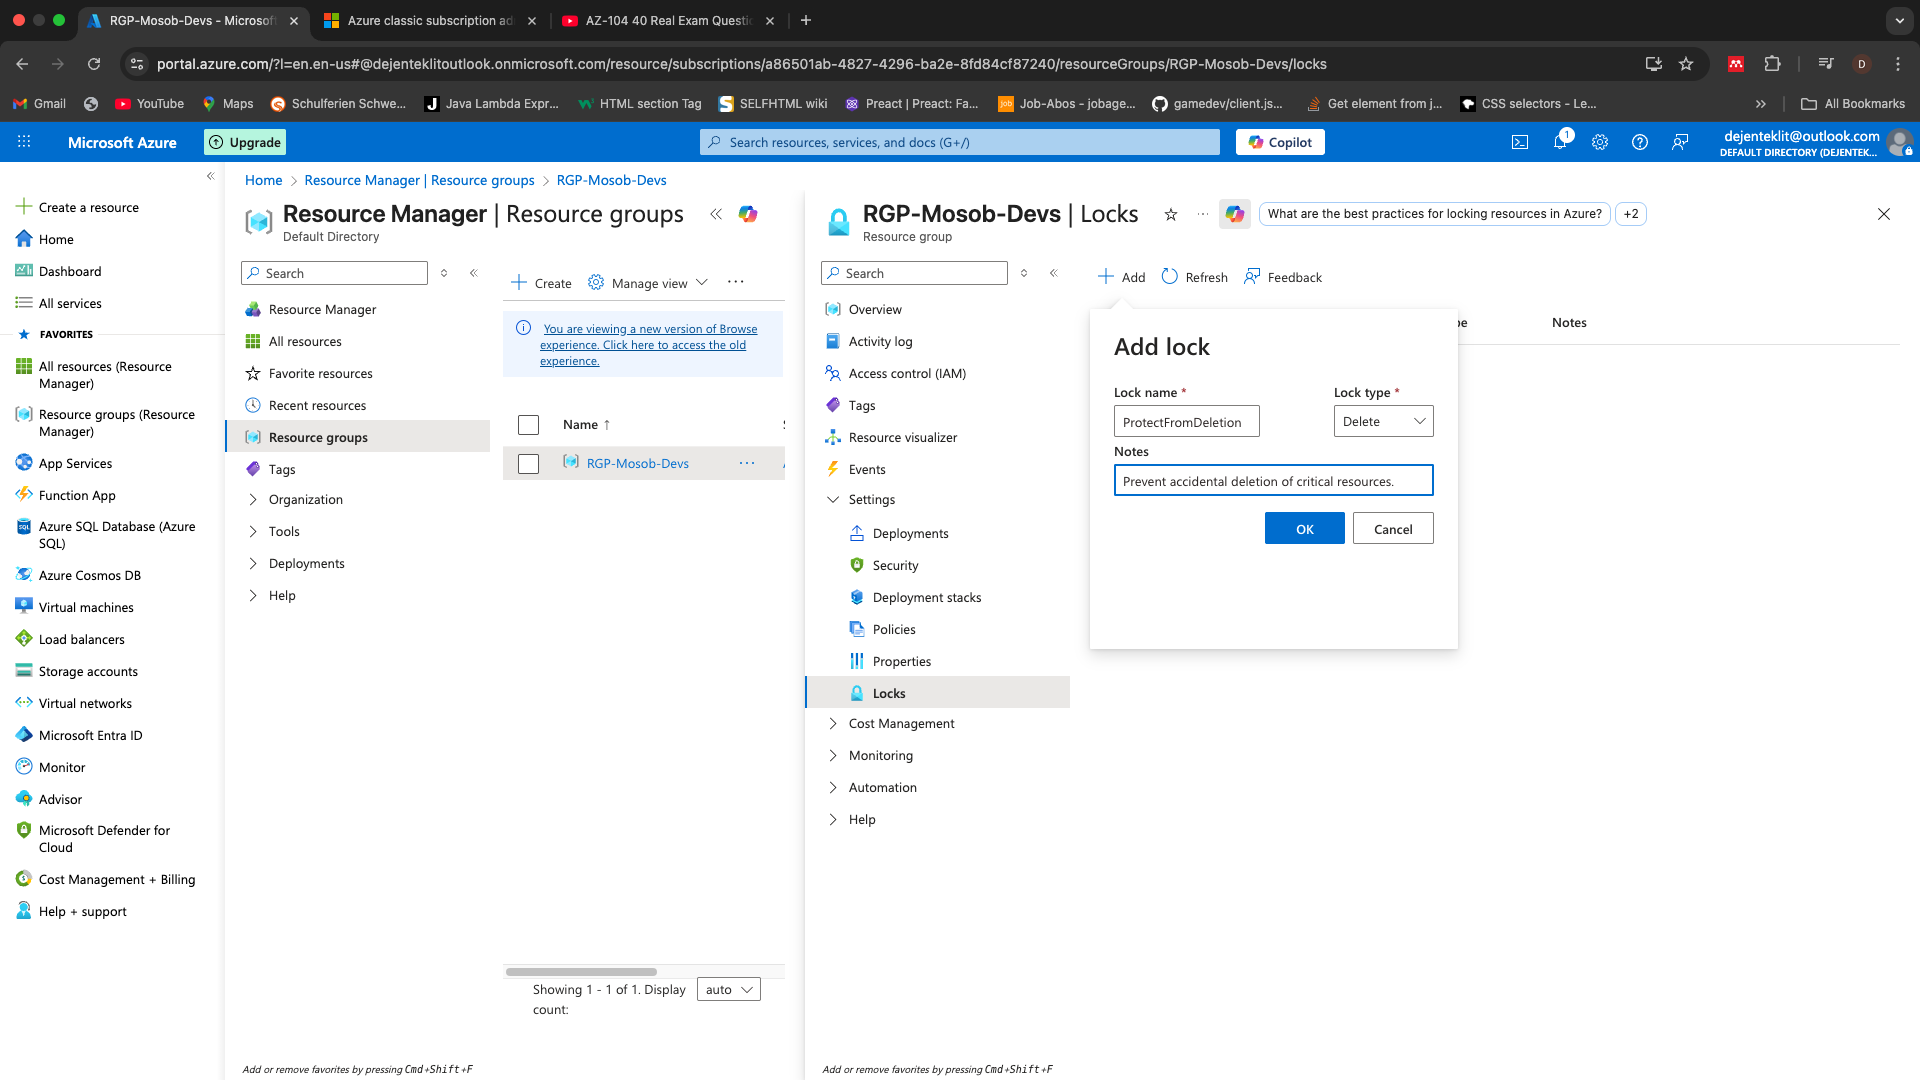 RGP-Mosob-Devs - Microsoft
Azure classic subscription ad
AZ-104 40 Real Exam Questio
portal.azure.com/?l=en.en-us#@dejenteklitoutlook.onmicrosoft.com/resource/subscriptions/a86501ab-4827-4296-ba2e-8fd84cf87240/resourceGroups/RGP-Mosob-Devs/locks
D
Gmail
YouTube
Maps
Schulferien Schwe...
Java Lambda Expr...
HTML section Tag
SELFHTML wiki
Preact | Preact: Fa...
Job-Abos - jobage...
gamedev/client.js...
Get element from j...
CSS selectors - Le...
All Bookmarks
Microsoft Azure
Upgrade
Search resources, services, and docs (G+/)
Copilot
1
dejenteklit@outlook.com
DEFAULT DIRECTORY (DEJENTEK...
Create a resource
Home
Dashboard
All services
FAVORITES
All resources (Resource
Manager)
Resource groups (Resource
Manager)
App Services
Function App
Azure SQL Database (Azure
SQL)
Azure Cosmos DB
Virtual machines
Load balancers
Storage accounts
Virtual networks
Microsoft Entra ID
Monitor
Advisor
Microsoft Defender for
Cloud
Cost Management + Billing
Help + support
Home
Resource Manager | Resource groups
RGP-Mosob-Devs
Resource Manager | Resource groups
Default Directory
Search
Resource Manager
All resources
Favorite resources
Recent resources
Resource groups
Tags
Organization
Tools
Deployments
Help
Add or remove favorites by pressing Cmd+Shift+F
Create
Manage view
You are viewing a new version of Browse
experience. Click here to access the old
experience.
Name ↑
RGP-Mosob-Devs
Showing 1 - 1 of 1. Display
count:
auto
RGP-Mosob-Devs | Locks
Resource group
What are the best practices for locking resources in Azure?
+2
Search
Overview
Activity log
Access control (IAM)
Tags
Resource visualizer
Events
Settings
Deployments
Security
Deployment stacks
Policies
Properties
Locks
Cost Management
Monitoring
Automation
Help
Add or remove favorites by pressing Cmd+Shift+F
Add
Refresh
Feedback
pe
Notes
Add lock
Lock name *
Lock type *
ProtectFromDeletion
Delete
Notes
Prevent accidental deletion of critical resources.
OK
Cancel